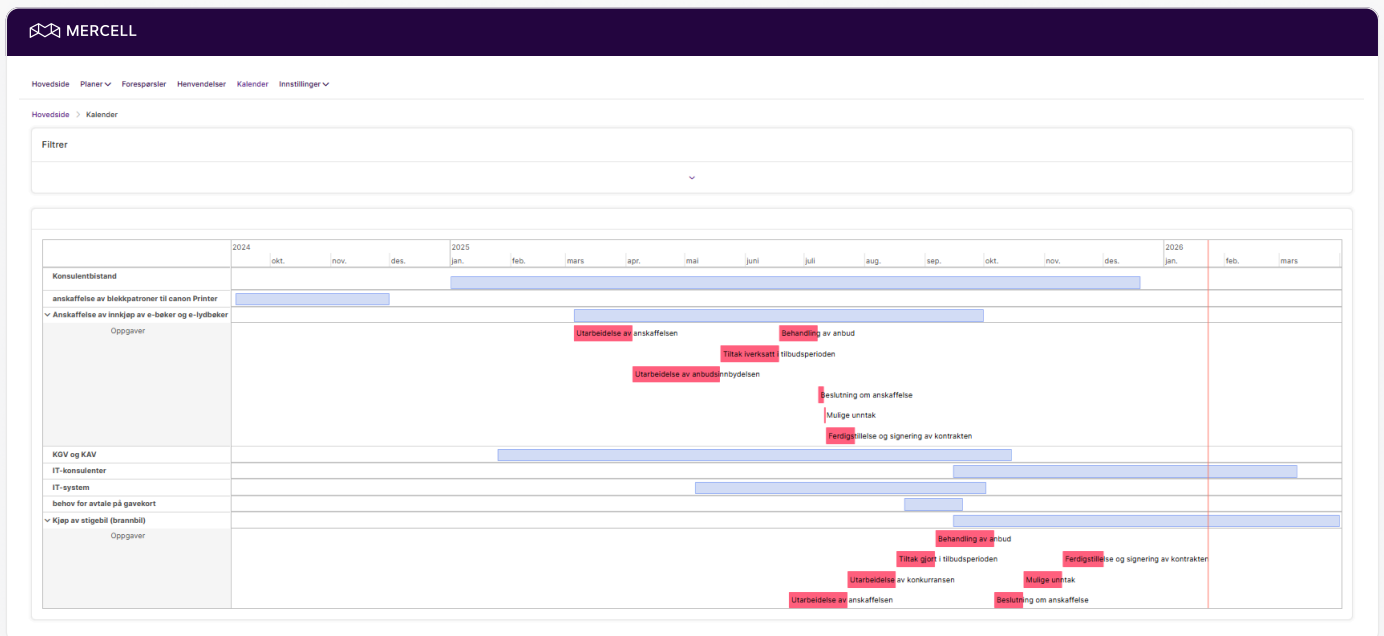 MERCELL
Hovedside Planer Forespørsler Henvendelser Kalender Innstillinger
Hovedside > Kalender
Filtrer
2024 2025 2026
okt. nov. des. jan. feb. mars apr. mai juni juli aug. sep. okt. nov. des. jan. feb. mars
Konsulentbistand
anskaffelse av blekkpatroner til canon Printer
Anskaffelse av innkjøp av e-bøker og e-lydbøker
Oppgaver
Utarbeidelse av anskaffelsen Behandling av anbud
Tiltak iverksatt i tilbudsperioden
Utarbeidelse av anbudsinnbydelsen
Beslutning om anskaffelse
Mulige unntak
Ferdigstillelse og signering av kontrakten
KGV og KAV
IT-konsulenter
IT-system
behov for avtale på gavekort
Kjøp av stigebil (brannbil)
Oppgaver
Behandling av anbud
Tiltak gjort i tilbudsperioden Ferdigstillelse og signering av kontrakten
Utarbeidelse av konkurransen Mulige unntak
Utarbeidelse av anskaffelsen Beslutning om anskaffelse